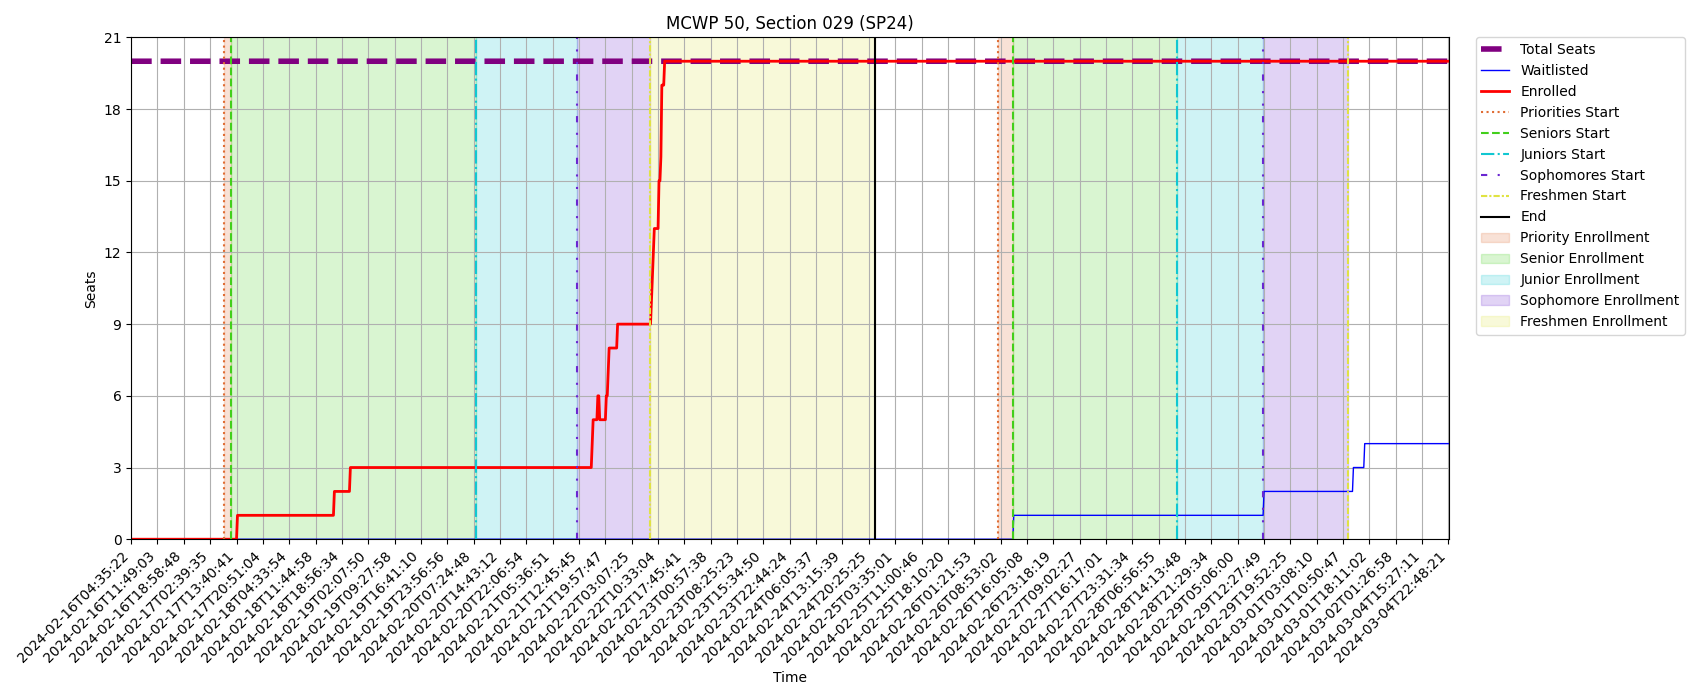 MCWP 50, Section 029 (SP24)
21
18
15
12
9
6
3
0
Seats
2024-02-16T04:35:22
2024-02-16T11:49:03
2024-02-16T18:58:48
2024-02-17T02:39:35
2024-02-17T13:40:41
2024-02-17T20:51:04
2024-02-18T04:33:54
2024-02-18T11:44:58
2024-02-18T18:56:34
2024-02-19T02:07:50
2024-02-19T09:27:58
2024-02-19T16:41:10
2024-02-19T23:56:56
2024-02-20T07:24:48
2024-02-20T14:43:12
2024-02-20T22:06:54
2024-02-21T05:36:51
2024-02-21T12:45:45
2024-02-21T19:57:47
2024-02-22T03:07:25
2024-02-22T10:33:04
2024-02-22T17:45:41
2024-02-23T00:57:38
2024-02-23T08:25:23
2024-02-23T15:34:50
2024-02-23T22:44:24
2024-02-24T06:05:37
2024-02-24T13:15:39
2024-02-24T20:25:25
2024-02-25T03:35:01
2024-02-25T11:00:46
2024-02-25T18:10:20
2024-02-26T01:21:53
2024-02-26T08:53:02
2024-02-26T16:05:08
2024-02-26T23:18:19
2024-02-27T09:02:27
2024-02-27T16:17:01
2024-02-27T23:31:34
2024-02-28T06:56:55
2024-02-28T14:13:48
2024-02-28T21:29:34
2024-02-29T05:06:00
2024-02-29T12:27:49
2024-02-29T19:52:25
2024-03-01T03:08:10
2024-03-01T10:50:47
2024-03-01T18:11:02
2024-03-02T01:26:58
2024-03-04T15:27:11
2024-03-04T22:48:21
Time
Total Seats
Waitlisted
Enrolled
Priorities Start
Seniors Start
Juniors Start
Sophomores Start
Freshmen Start
End
Priority Enrollment
Senior Enrollment
Junior Enrollment
Sophomore Enrollment
Freshmen Enrollment